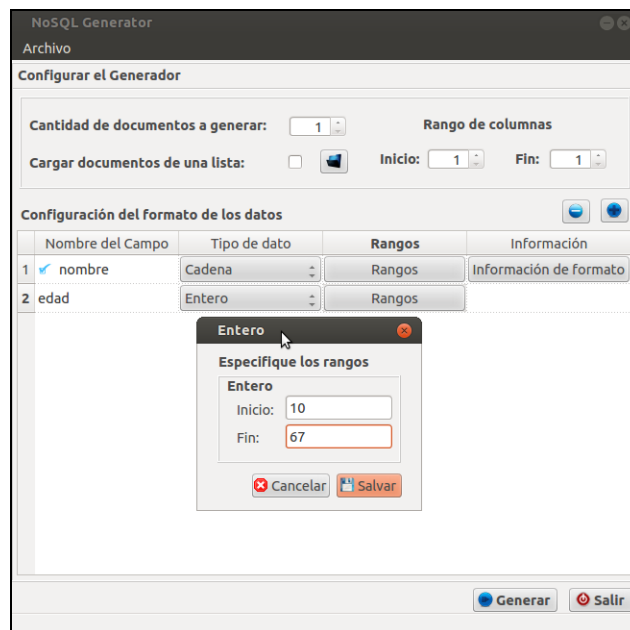 NoSQL Generator
Archivo
Configurar el Generador
Cantidad de documentos a generar: 1 Rango de columnas
Cargar documentos de una lista: Inicio: 1 Fin: 1
Configuración del formato de los datos
Nombre del Campo Tipo de dato Rangos Información
1 nombre Cadena Rangos Información de formato
2 edad Entero Rangos
Entero
Especifique los rangos
Entero
Inicio: 10
Fin: 67
Cancelar Salvar
Generar Salir